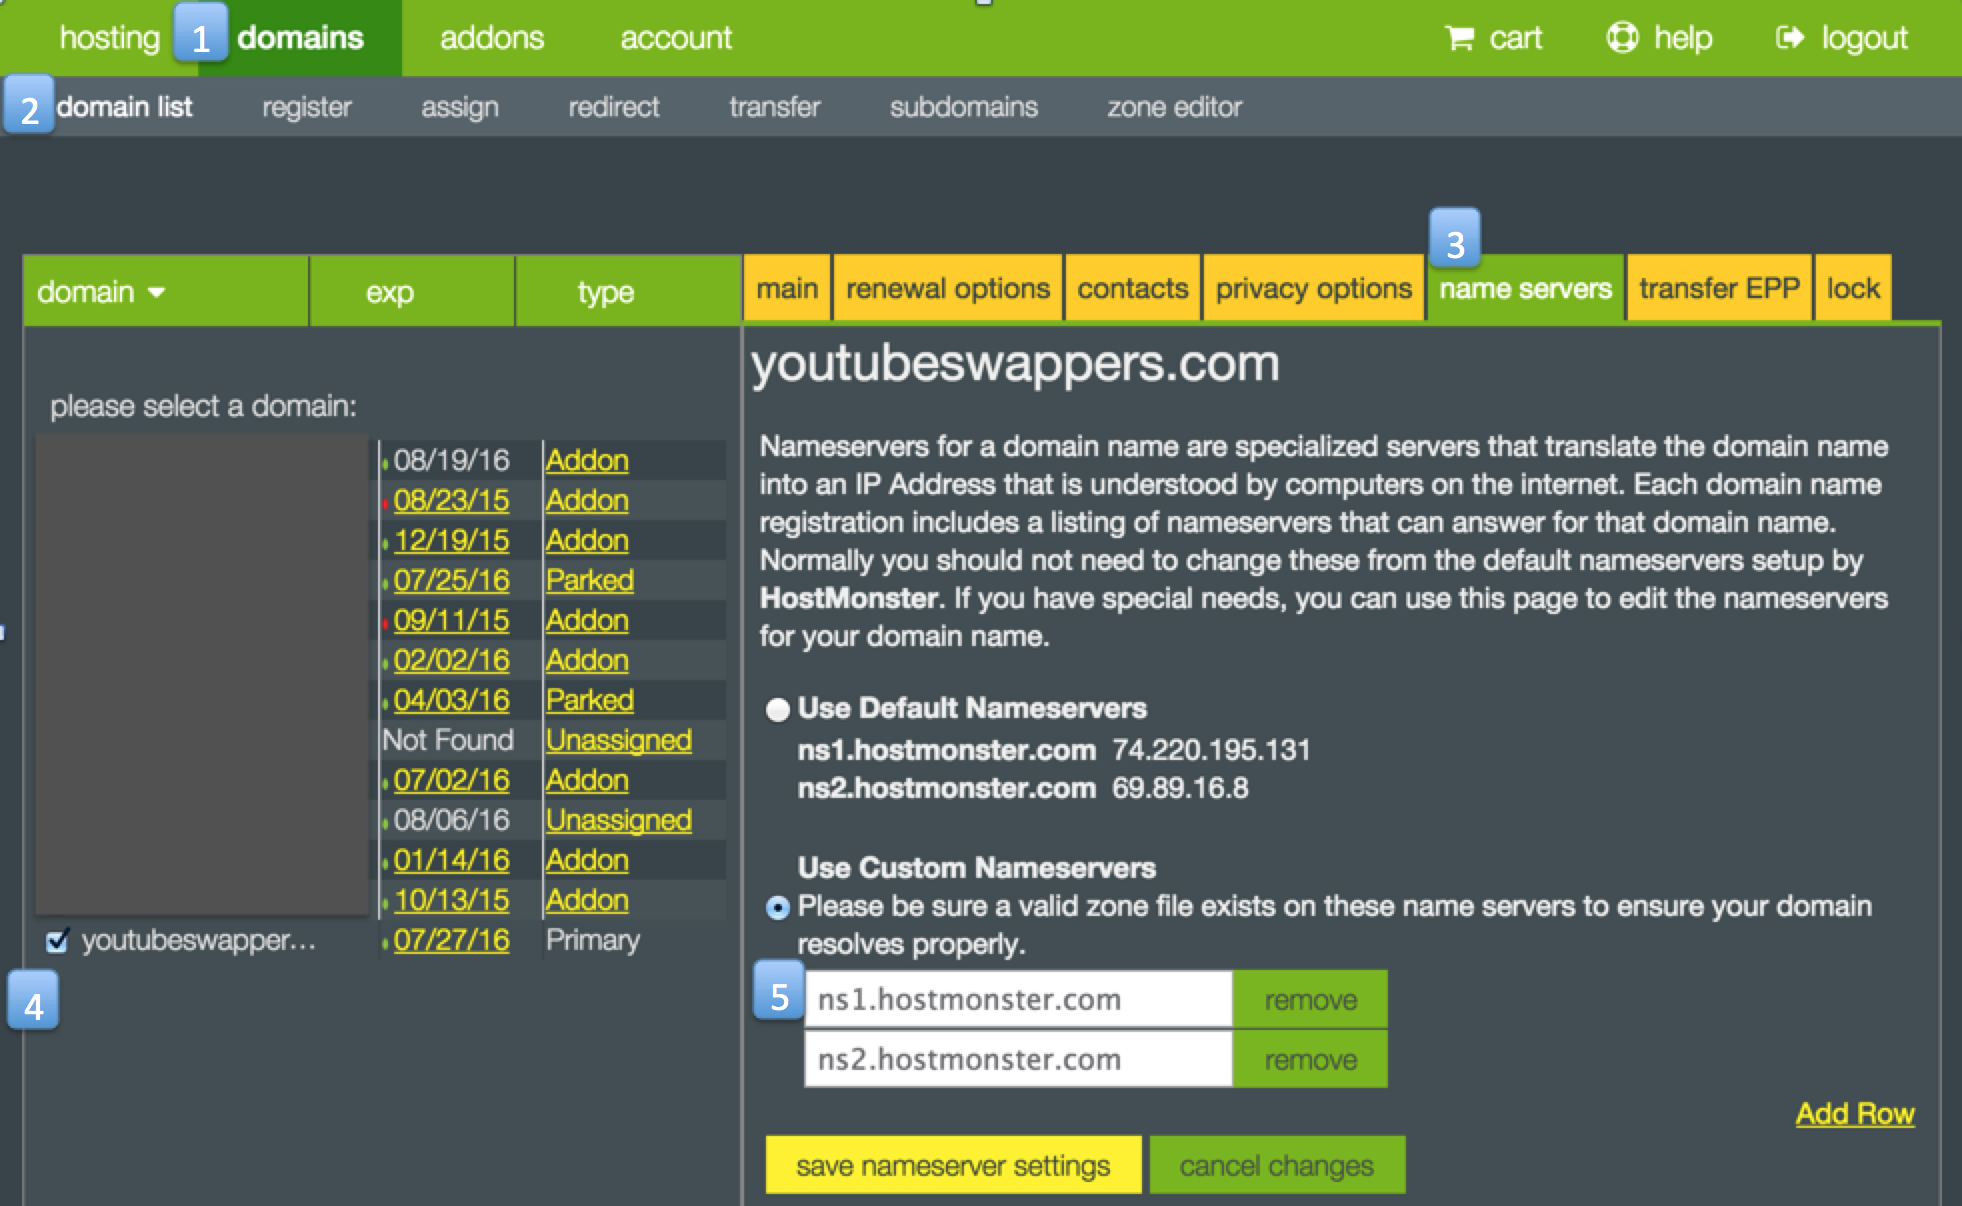 hosting 1 domains addons account cart help logout
2 domain list register assign redirect transfer subdomains zone editor
3
domain exp type
main renewal options contacts privacy options name servers transfer EPP lock
please select a domain:
08/19/16 Addon
08/23/15 Addon
12/19/15 Addon
07/25/16 Parked
09/11/15 Addon
02/02/16 Addon
04/03/16 Parked
Not Found Unassigned
07/02/16 Addon
08/06/16 Unassigned
01/14/16 Addon
10/13/15 Addon
youtubeswapper... 07/27/16 Primary
4
youtubeswappers.com
Nameservers for a domain name are specialized servers that translate the domain name
into an IP Address that is understood by computers on the internet. Each domain name
registration includes a listing of nameservers that can answer for that domain name.
Normally you should not need to change these from the default nameservers setup by
HostMonster. If you have special needs, you can use this page to edit the nameservers
for your domain name.
Use Default Nameservers
ns1.hostmonster.com 74.220.195.131
ns2.hostmonster.com 69.89.16.8
Use Custom Nameservers
Please be sure a valid zone file exists on these name servers to ensure your domain
resolves properly.
5 ns1.hostmonster.com remove
ns2.hostmonster.com remove
Add Row
save nameserver settings cancel changes